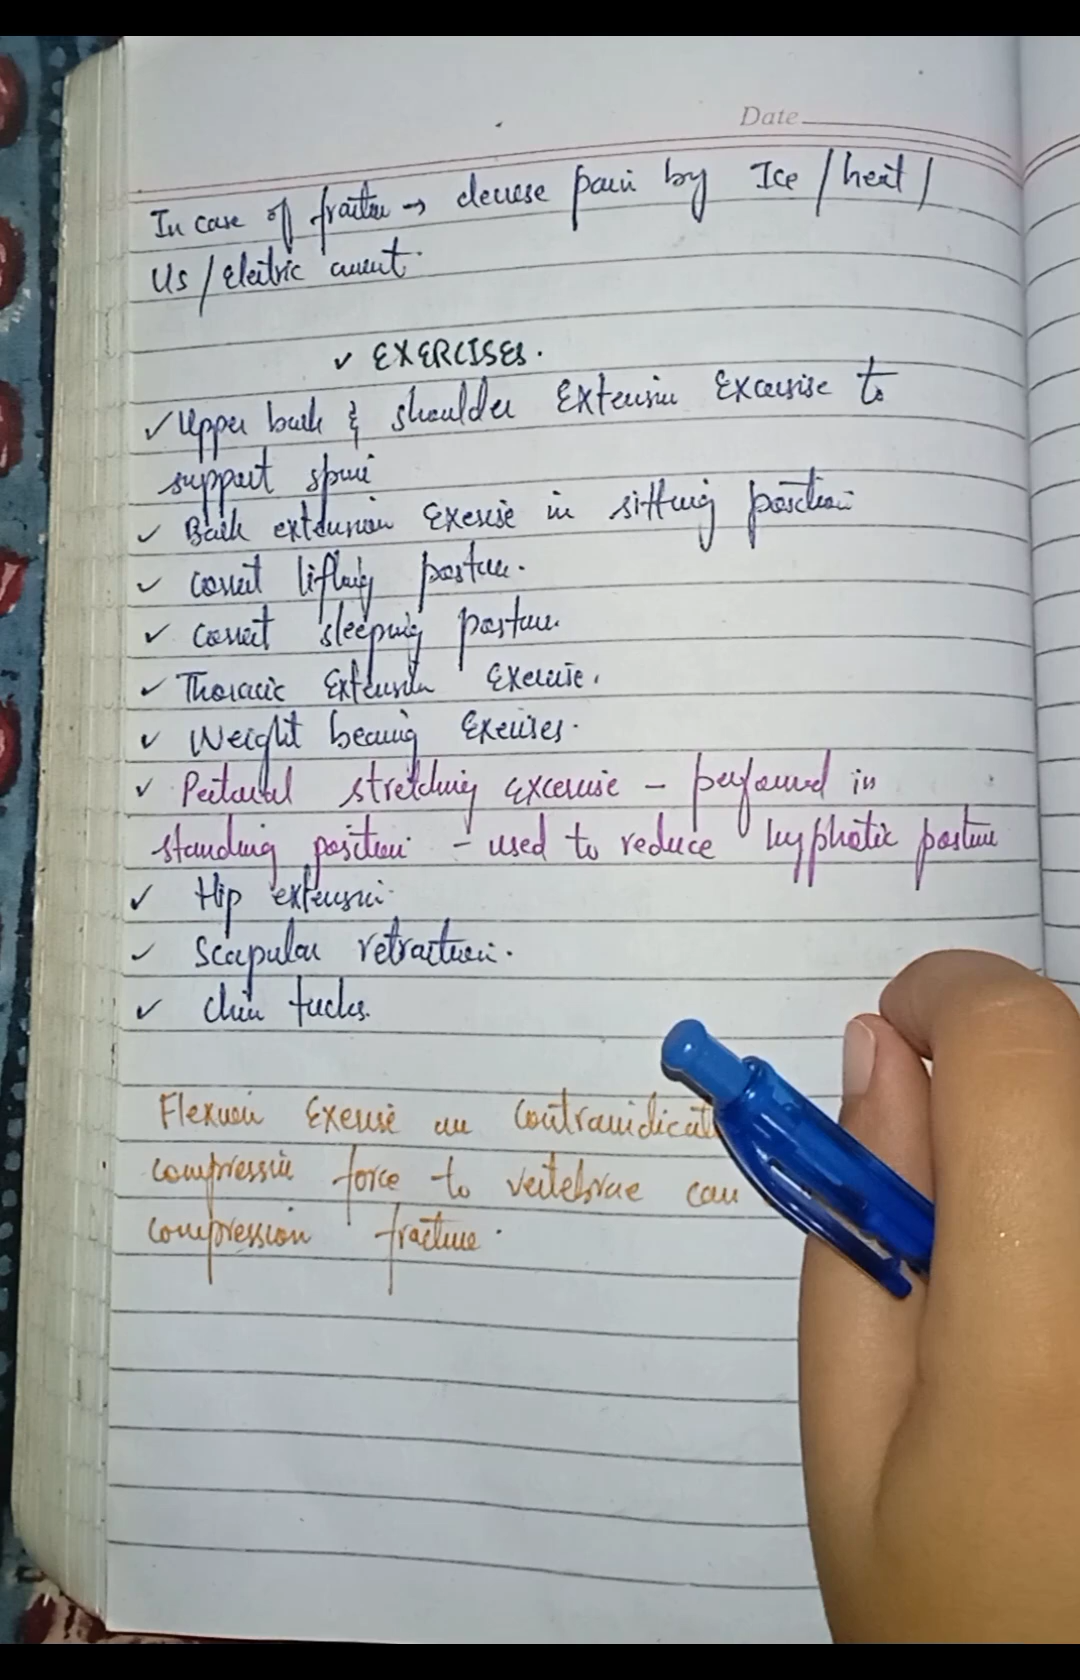 Date
In case of fracture → decrease pain by Ice / heat /
Us / electric current.
✓ EXERCISES.
✓ Upper back & shoulder Extension Excersise to
support spine
✓ Back extension Exercise in sitting position
✓ correct lifting posture.
✓ correct sleeping posture.
✓ Thoracic Extension Exercise.
✓ Weight bearing Exercises.
✓ Pectoral stretching excercise – performed in
standing position – used to reduce kyphotic posture
✓ Hip extension
✓ Scapular retraction.
✓ chin tucks.
Flexion Exercise are contraindicat
compression force to vertebrae can
compression fracture.